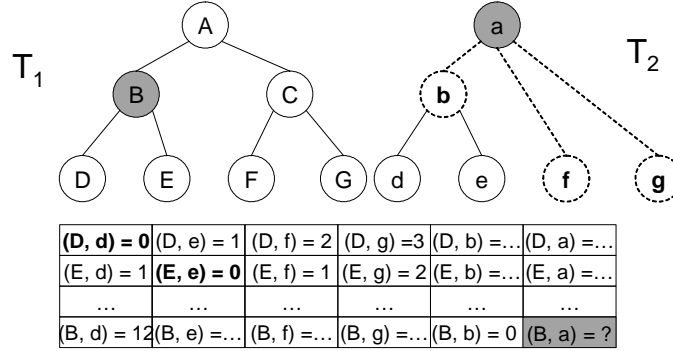 A
a
T1
T2
B
C
b
D
E
F
G
d
e
f
g
(D, d) = 0 (D, e) = 1 (D, f) = 2 (D, g) =3 (D, b) =... (D, a) =...
(E, d) = 1 (E, e) = 0 (E, f) = 1 (E, g) = 2 (E, b) =... (E, a) =...
... ... ... ... ... ...
(B, d) = 12 (B, e) =... (B, f) =... (B, g) =... (B, b) = 0 (B, a) = ?